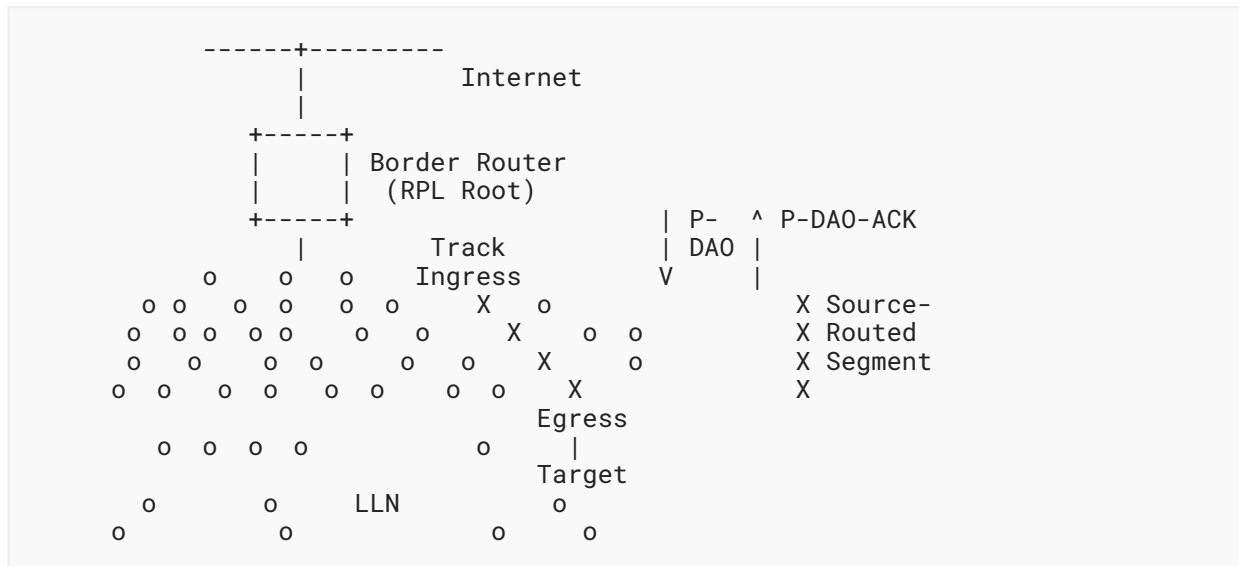 ------+---------
|          Internet
|
+-----+
|     | Border Router
|     |  (RPL Root)
+-----+                    | P-  ^ P-DAO-ACK
|        Track          | DAO |
o    o   o    Ingress         V     |
o o   o  o   o  o     X   o                X Source-
o  o o  o o    o   o     X    o  o          X Routed
o   o    o  o     o   o    X     o          X Segment
o  o   o  o   o  o    o  o    X              X
Egress
o  o  o  o           o     |
Target
o       o     LLN          o
o          o             o     o